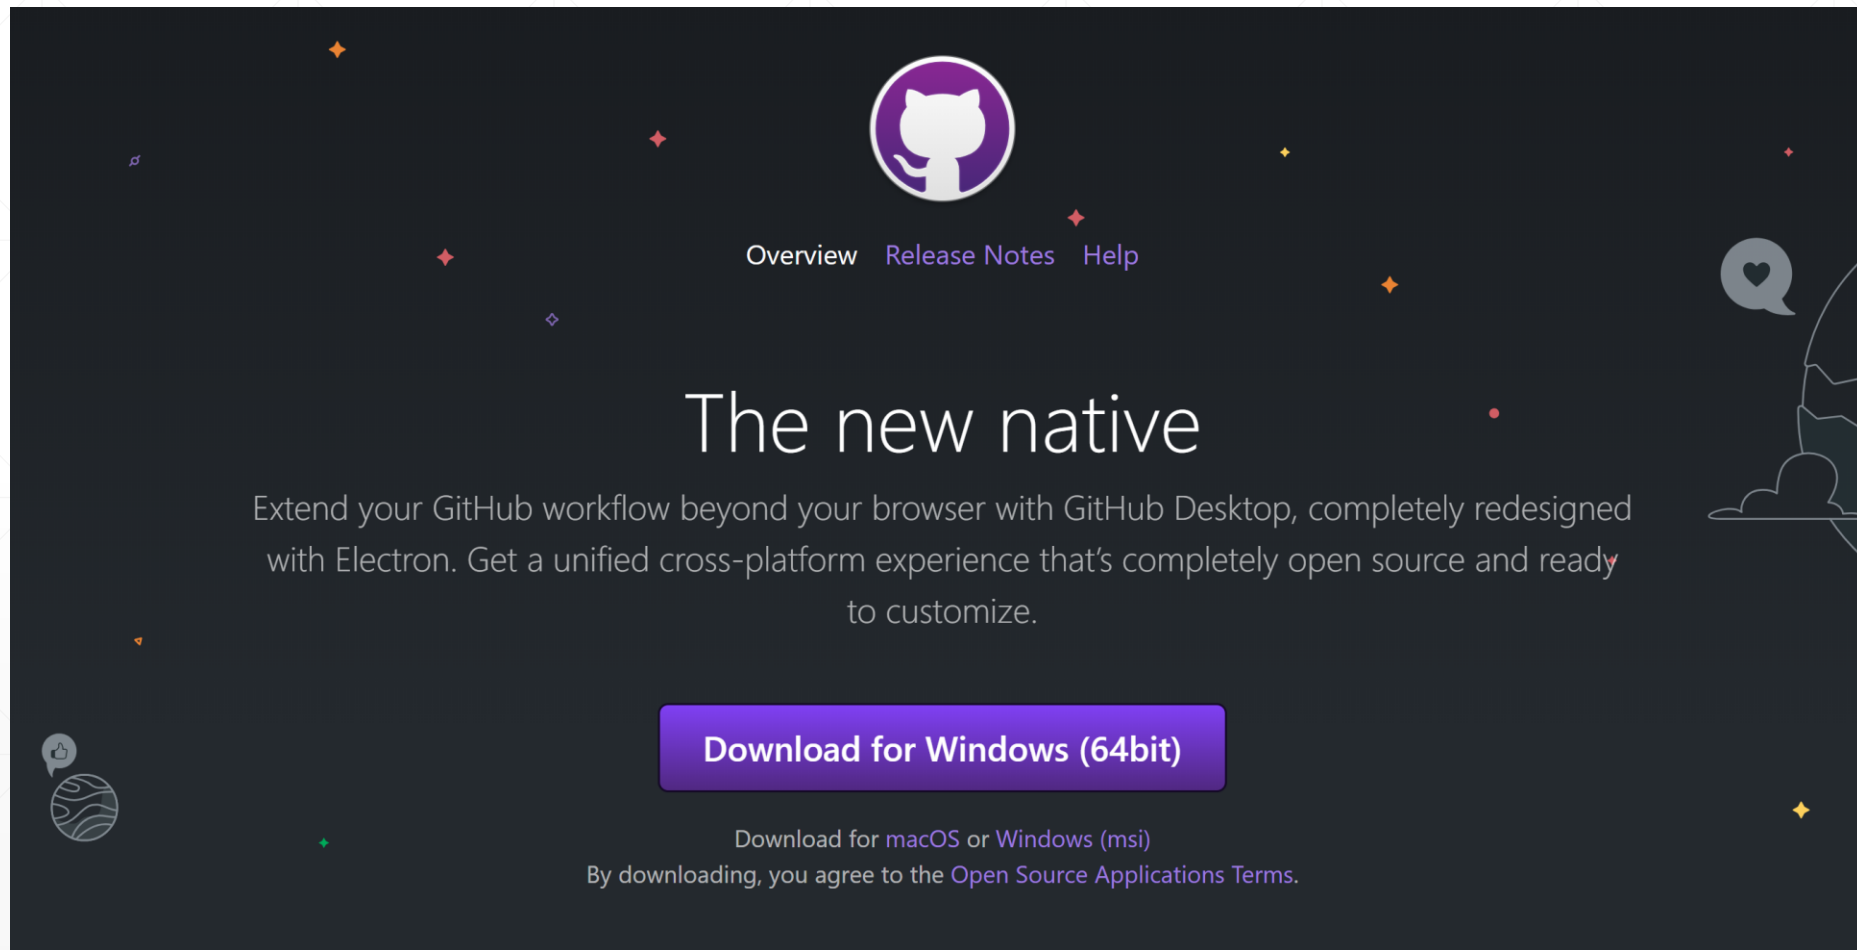 Overview Release Notes Help
The new native
Extend your GitHub workflow beyond your browser with GitHub Desktop, completely redesigned
with Electron. Get a unified cross-platform experience that's completely open source and ready
to customize.
Download for Windows (64bit)
Download for macOS or Windows (msi)
By downloading, you agree to the Open Source Applications Terms.